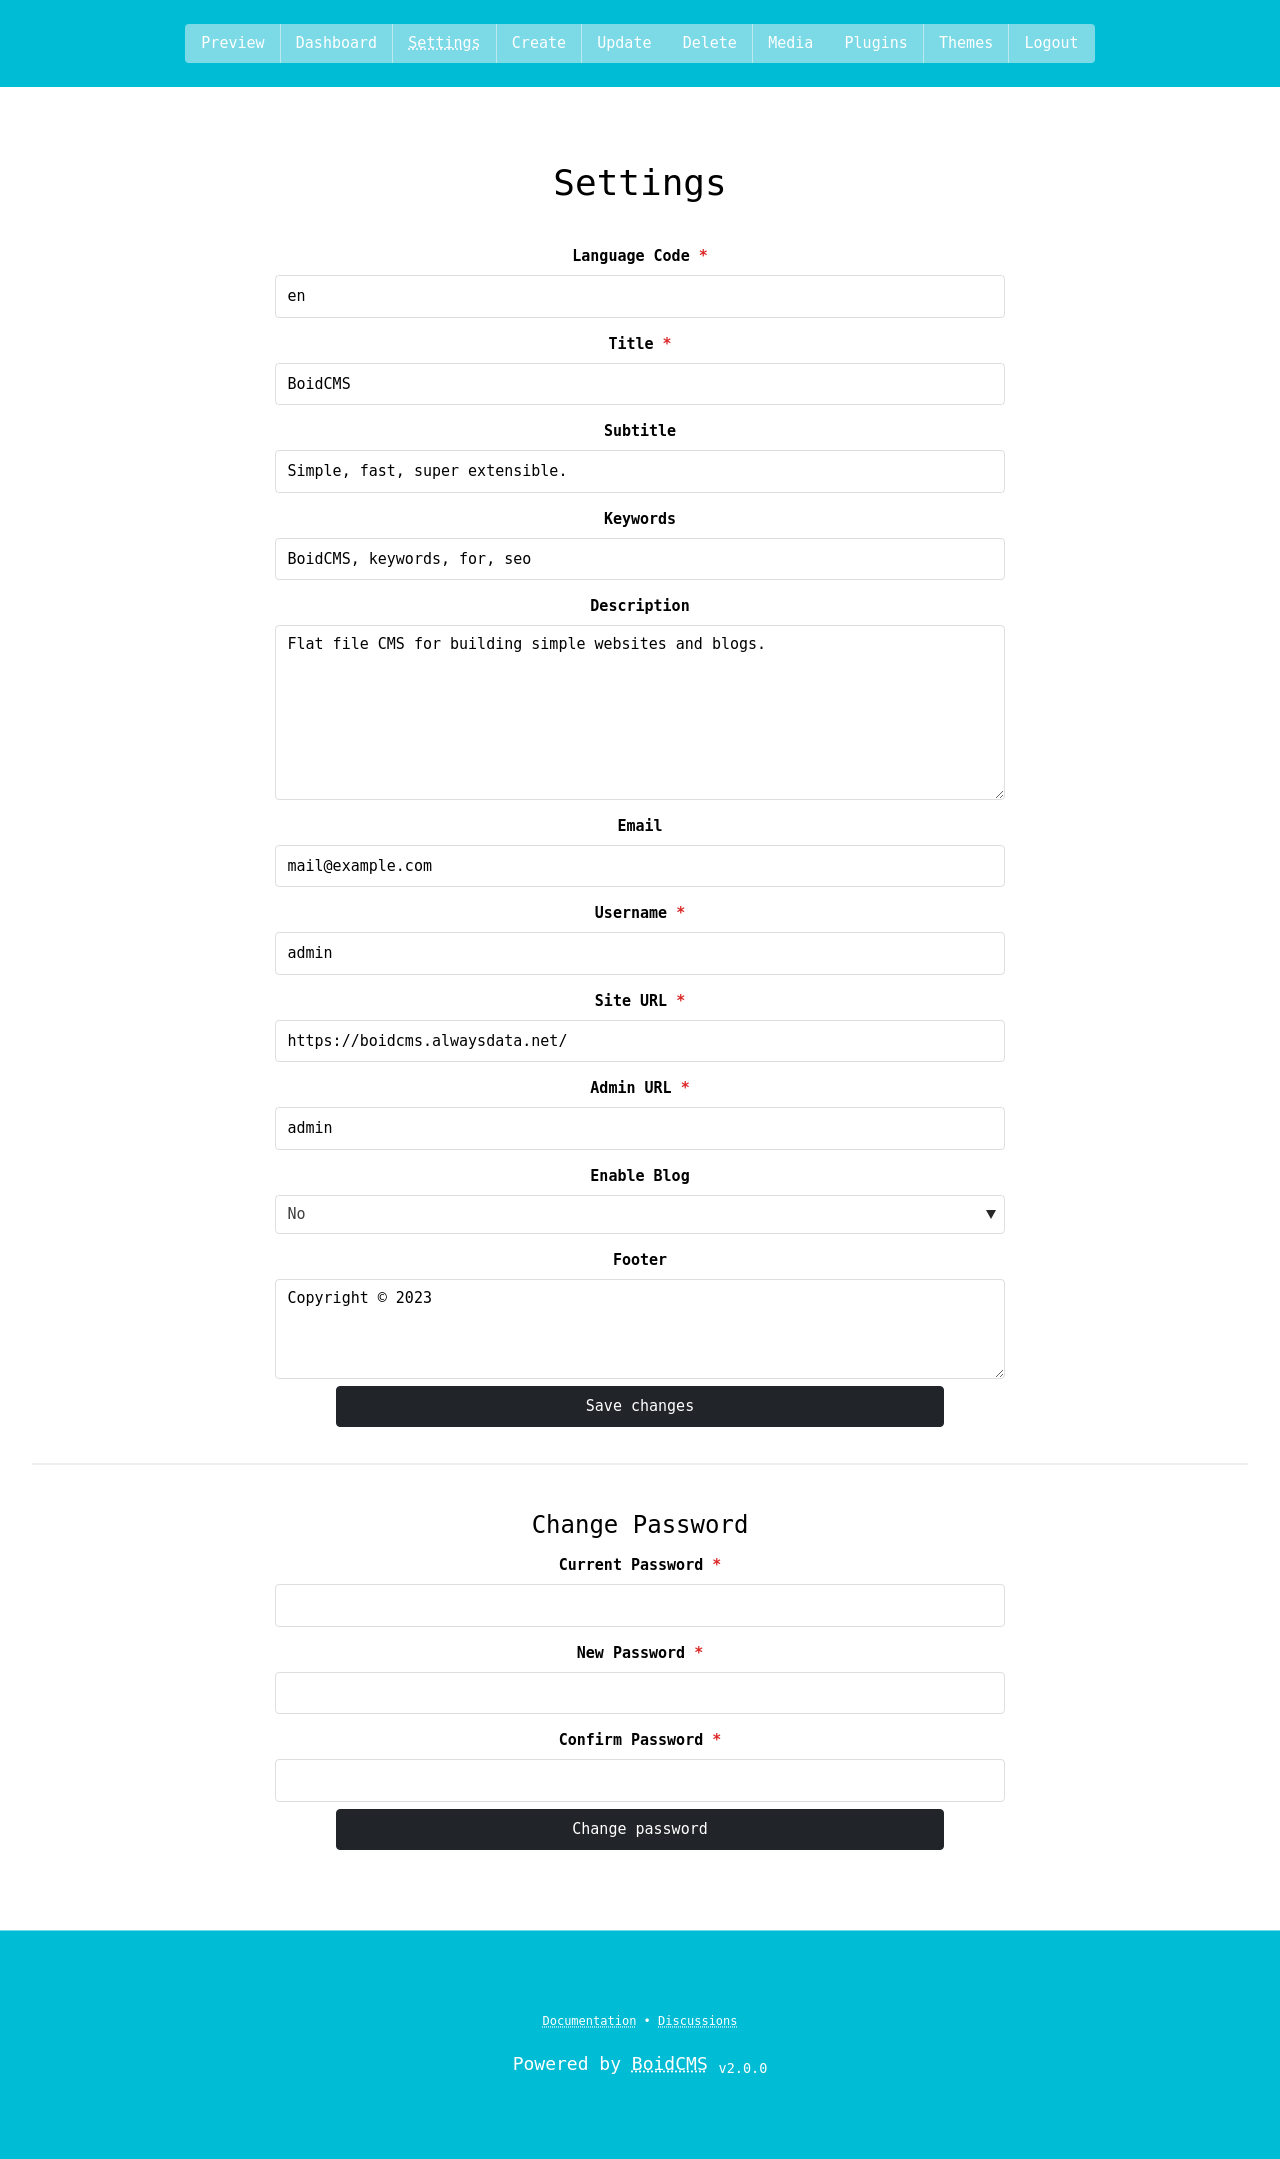 Preview Dashboard Settings Create Update Delete Media Plugins Themes Logout
Settings
Language Code *
en
Title *
BoidCMS
Subtitle
Simple, fast, super extensible.
Keywords
BoidCMS, keywords, for, seo
Description
Flat file CMS for building simple websites and blogs.
Email
mail@example.com
Username *
admin
Site URL *
https://boidcms.alwaysdata.net/
Admin URL *
admin
Enable Blog
No
Footer
Copyright © 2023
Save changes
Change Password
Current Password *
New Password *
Confirm Password *
Change password
Documentation • Discussions
Powered by BoidCMS v2.0.0